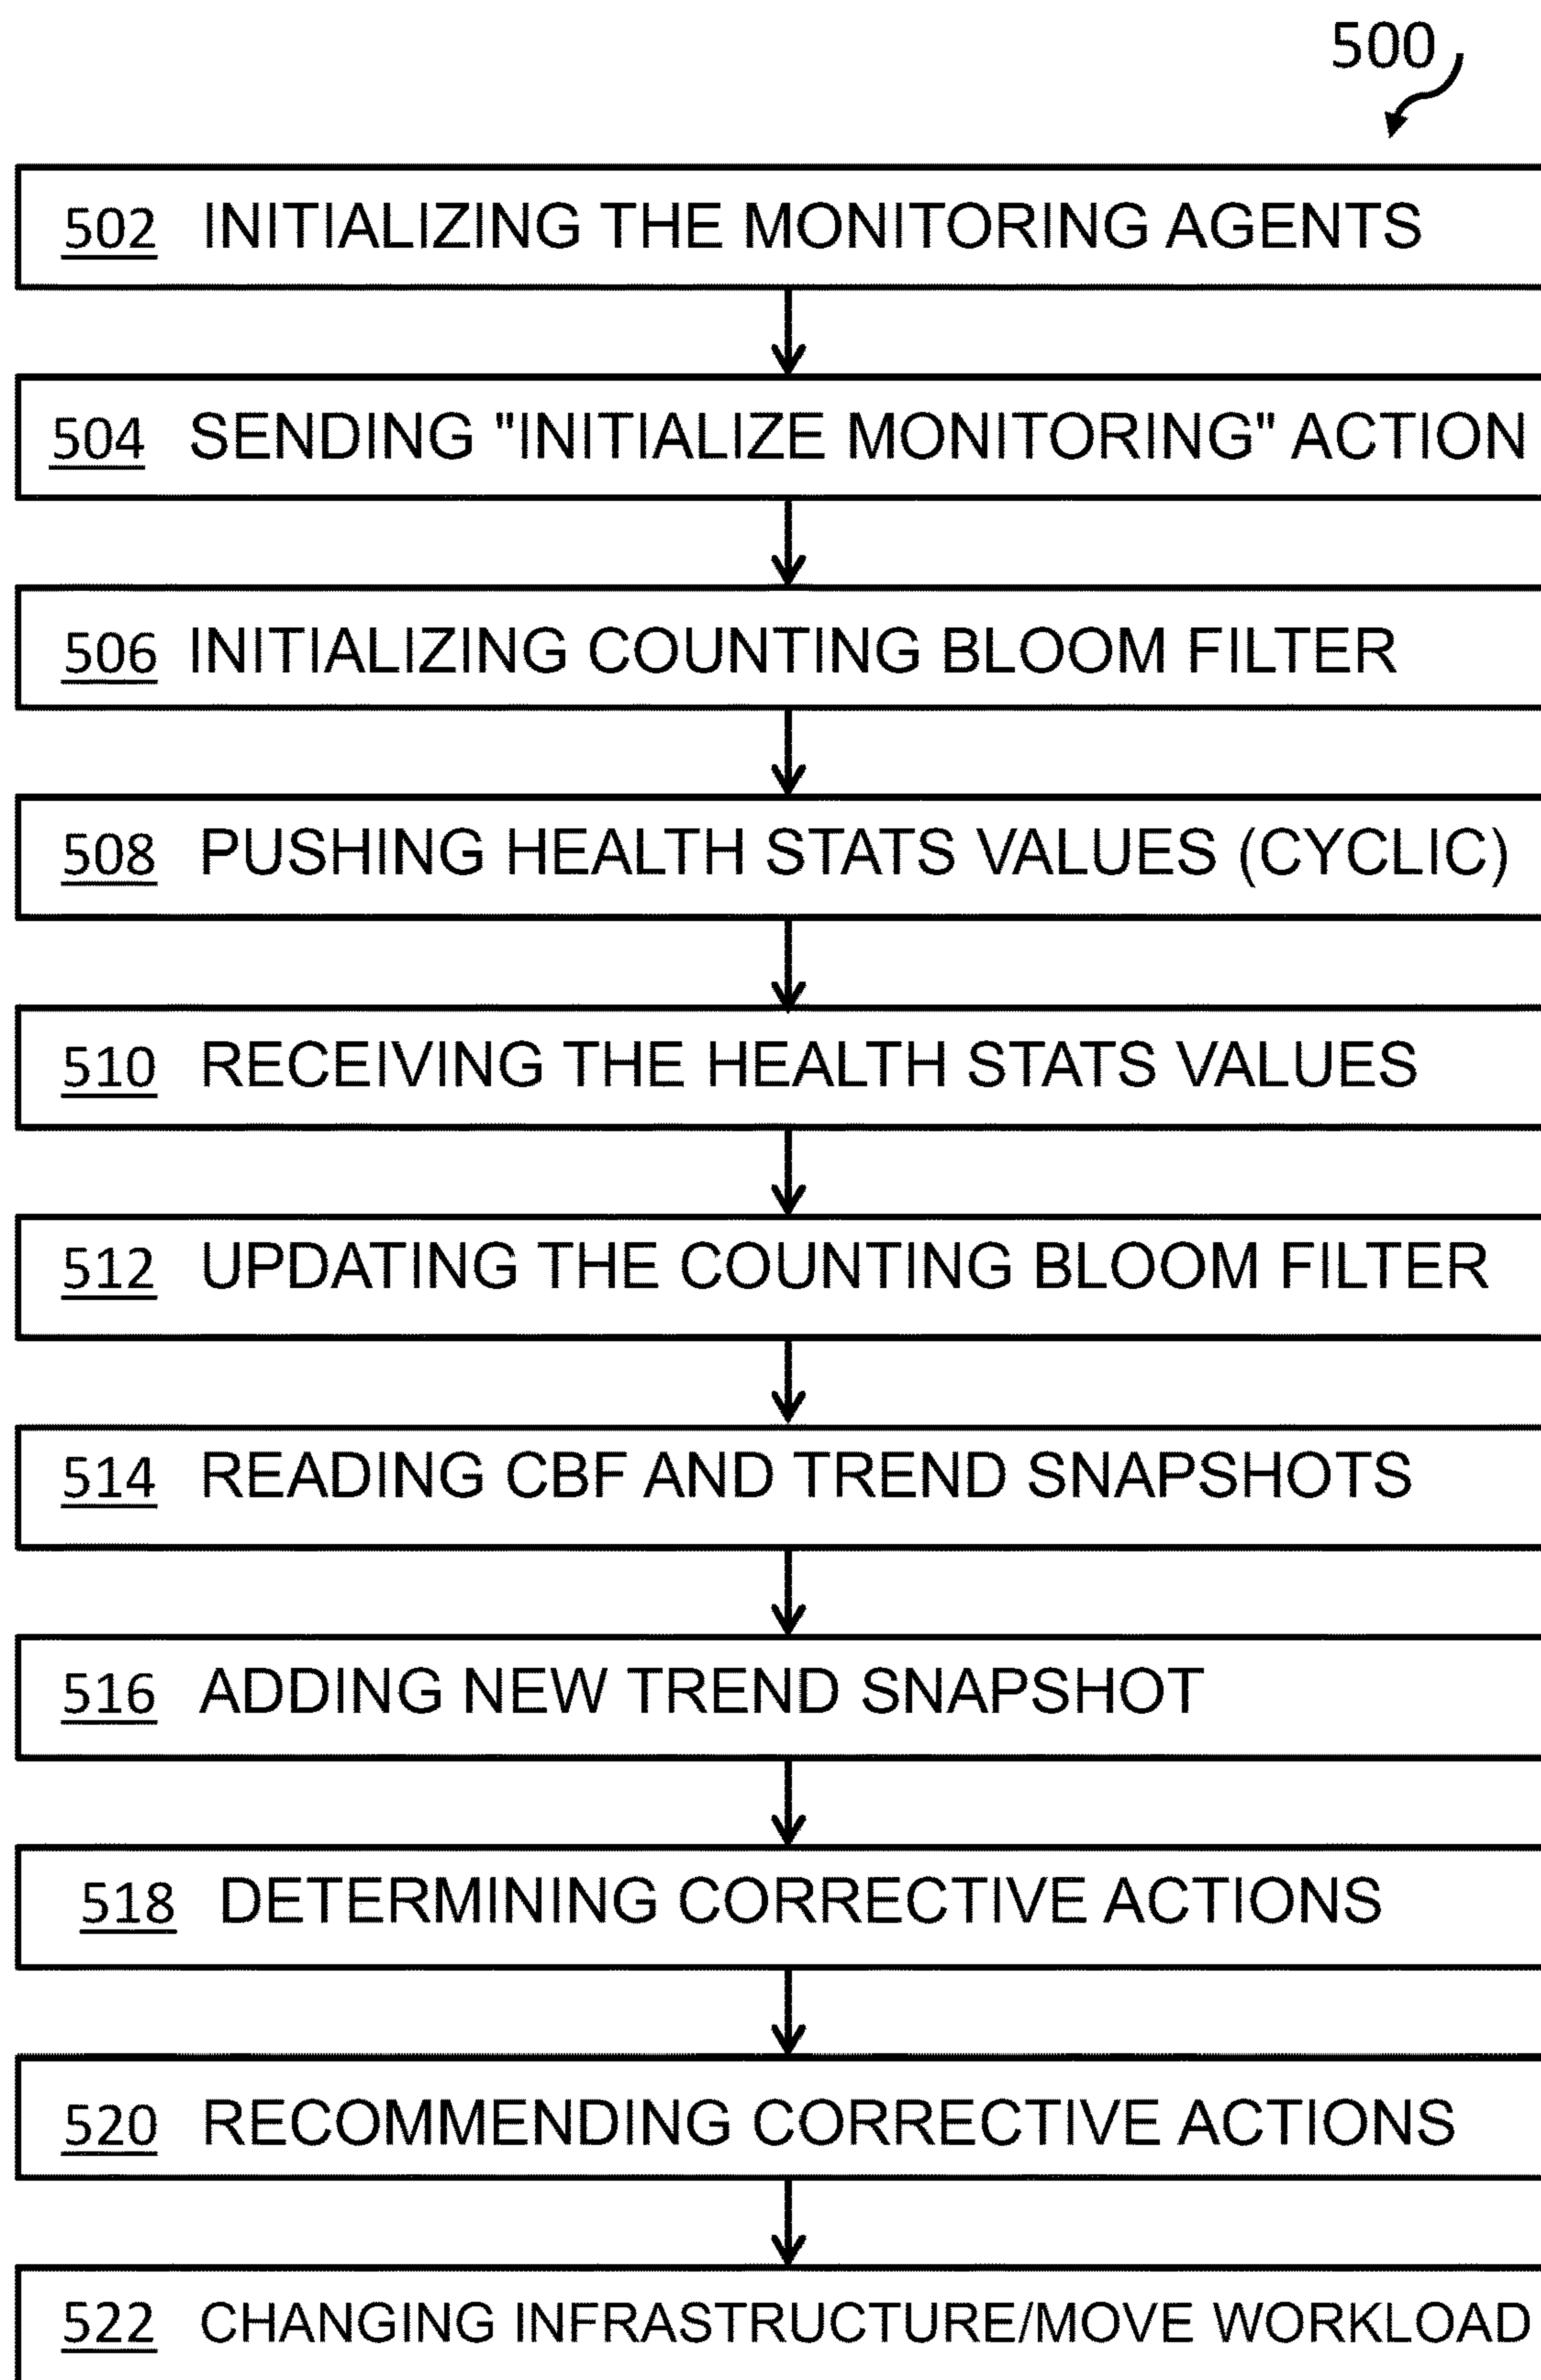 500
502 INITIALIZING THE MONITORING AGENTS
504 SENDING "INITIALIZE MONITORING" ACTION
506 INITIALIZING COUNTING BLOOM FILTER
508 PUSHING HEALTH STATS VALUES (CYCLIC)
510 RECEIVING THE HEALTH STATS VALUES
512 UPDATING THE COUNTING BLOOM FILTER
514 READING CBF AND TREND SNAPSHOTS
516 ADDING NEW TREND SNAPSHOT
518 DETERMINING CORRECTIVE ACTIONS
520 RECOMMENDING CORRECTIVE ACTIONS
522 CHANGING INFRASTRUCTURE/MOVE WORKLOAD